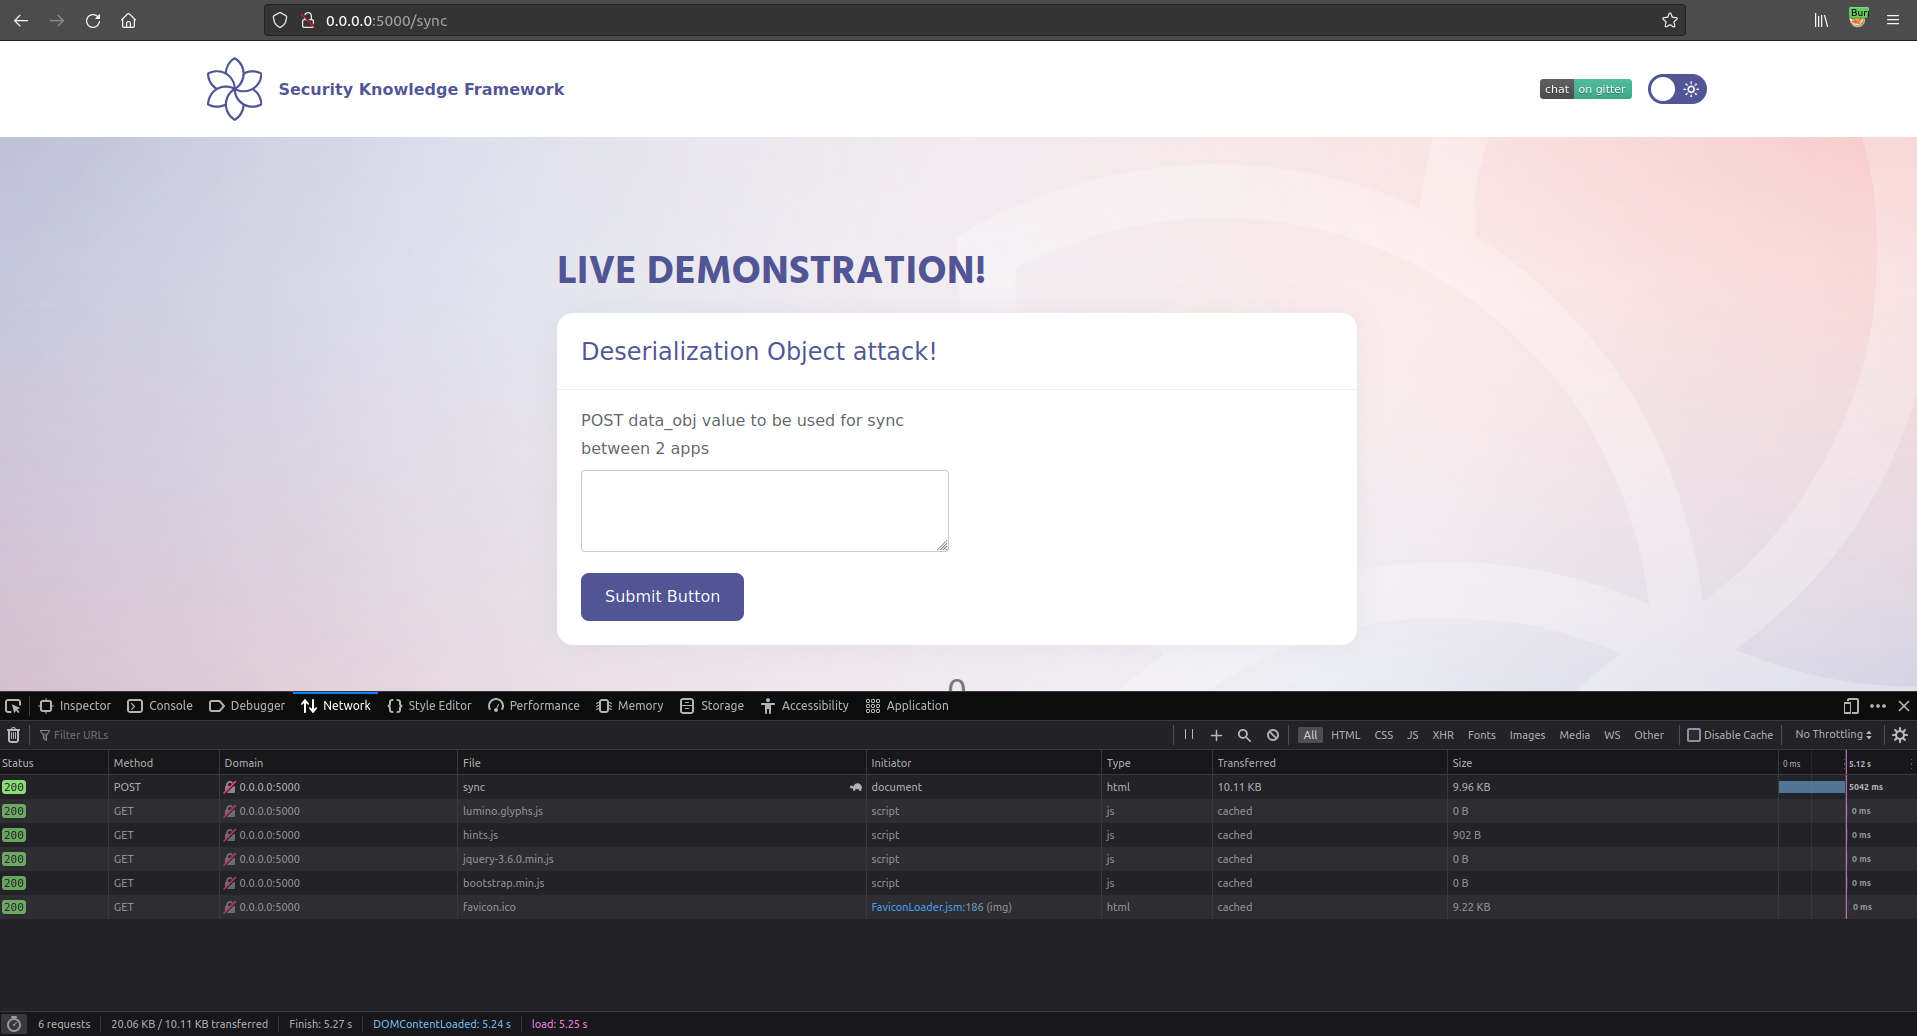 0.0.0.0:5000/sync
Bur
Security Knowledge Framework
chat on gitter
LIVE DEMONSTRATION!
Deserialization Object attack!
POST data_obj value to be used for sync
between 2 apps
Submit Button
0
Inspector Console Debugger Network Style Editor Performance Memory Storage Accessibility Application
Filter URLs All HTML CSS JS XHR Fonts Images Media WS Other Disable Cache No Throttling
Status Method Domain File Initiator Type Transferred Size 0 ms 5.12 s
200 POST 0.0.0.0:5000 sync document html 10.11 KB 9.96 KB 5042 ms
200 GET 0.0.0.0:5000 lumino.glyphs.js script js cached 0 B 0 ms
200 GET 0.0.0.0:5000 hints.js script js cached 902 B 0 ms
200 GET 0.0.0.0:5000 jquery-3.6.0.min.js script js cached 0 B 0 ms
200 GET 0.0.0.0:5000 bootstrap.min.js script js cached 0 B 0 ms
200 GET 0.0.0.0:5000 favicon.ico FaviconLoader.jsm:186 (img) html cached 9.22 KB 0 ms
6 requests 20.06 KB / 10.11 KB transferred Finish: 5.27 s DOMContentLoaded: 5.24 s load: 5.25 s